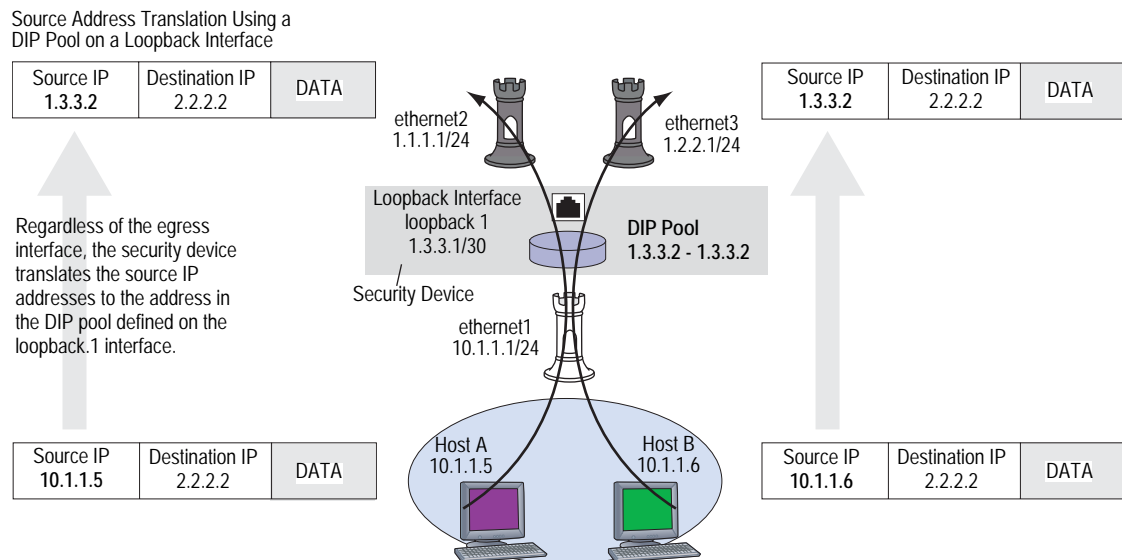 Source Address Translation Using a
DIP Pool on a Loopback Interface
Source IP
1.3.3.2
Destination IP
2.2.2.2
DATA
ethernet2
1.1.1.1/24
ethernet3
1.2.2.1/24
Source IP
1.3.3.2
Destination IP
2.2.2.2
DATA
Regardless of the egress
interface, the security device
translates the source IP
addresses to the address in
the DIP pool defined on the
loopback.1 interface.
Loopback Interface
loopback 1
1.3.3.1/30
DIP Pool
1.3.3.2 - 1.3.3.2
Security Device
ethernet1
10.1.1.1/24
Source IP
10.1.1.5
Destination IP
2.2.2.2
DATA
Host A
10.1.1.5
Host B
10.1.1.6
Source IP
10.1.1.6
Destination IP
2.2.2.2
DATA